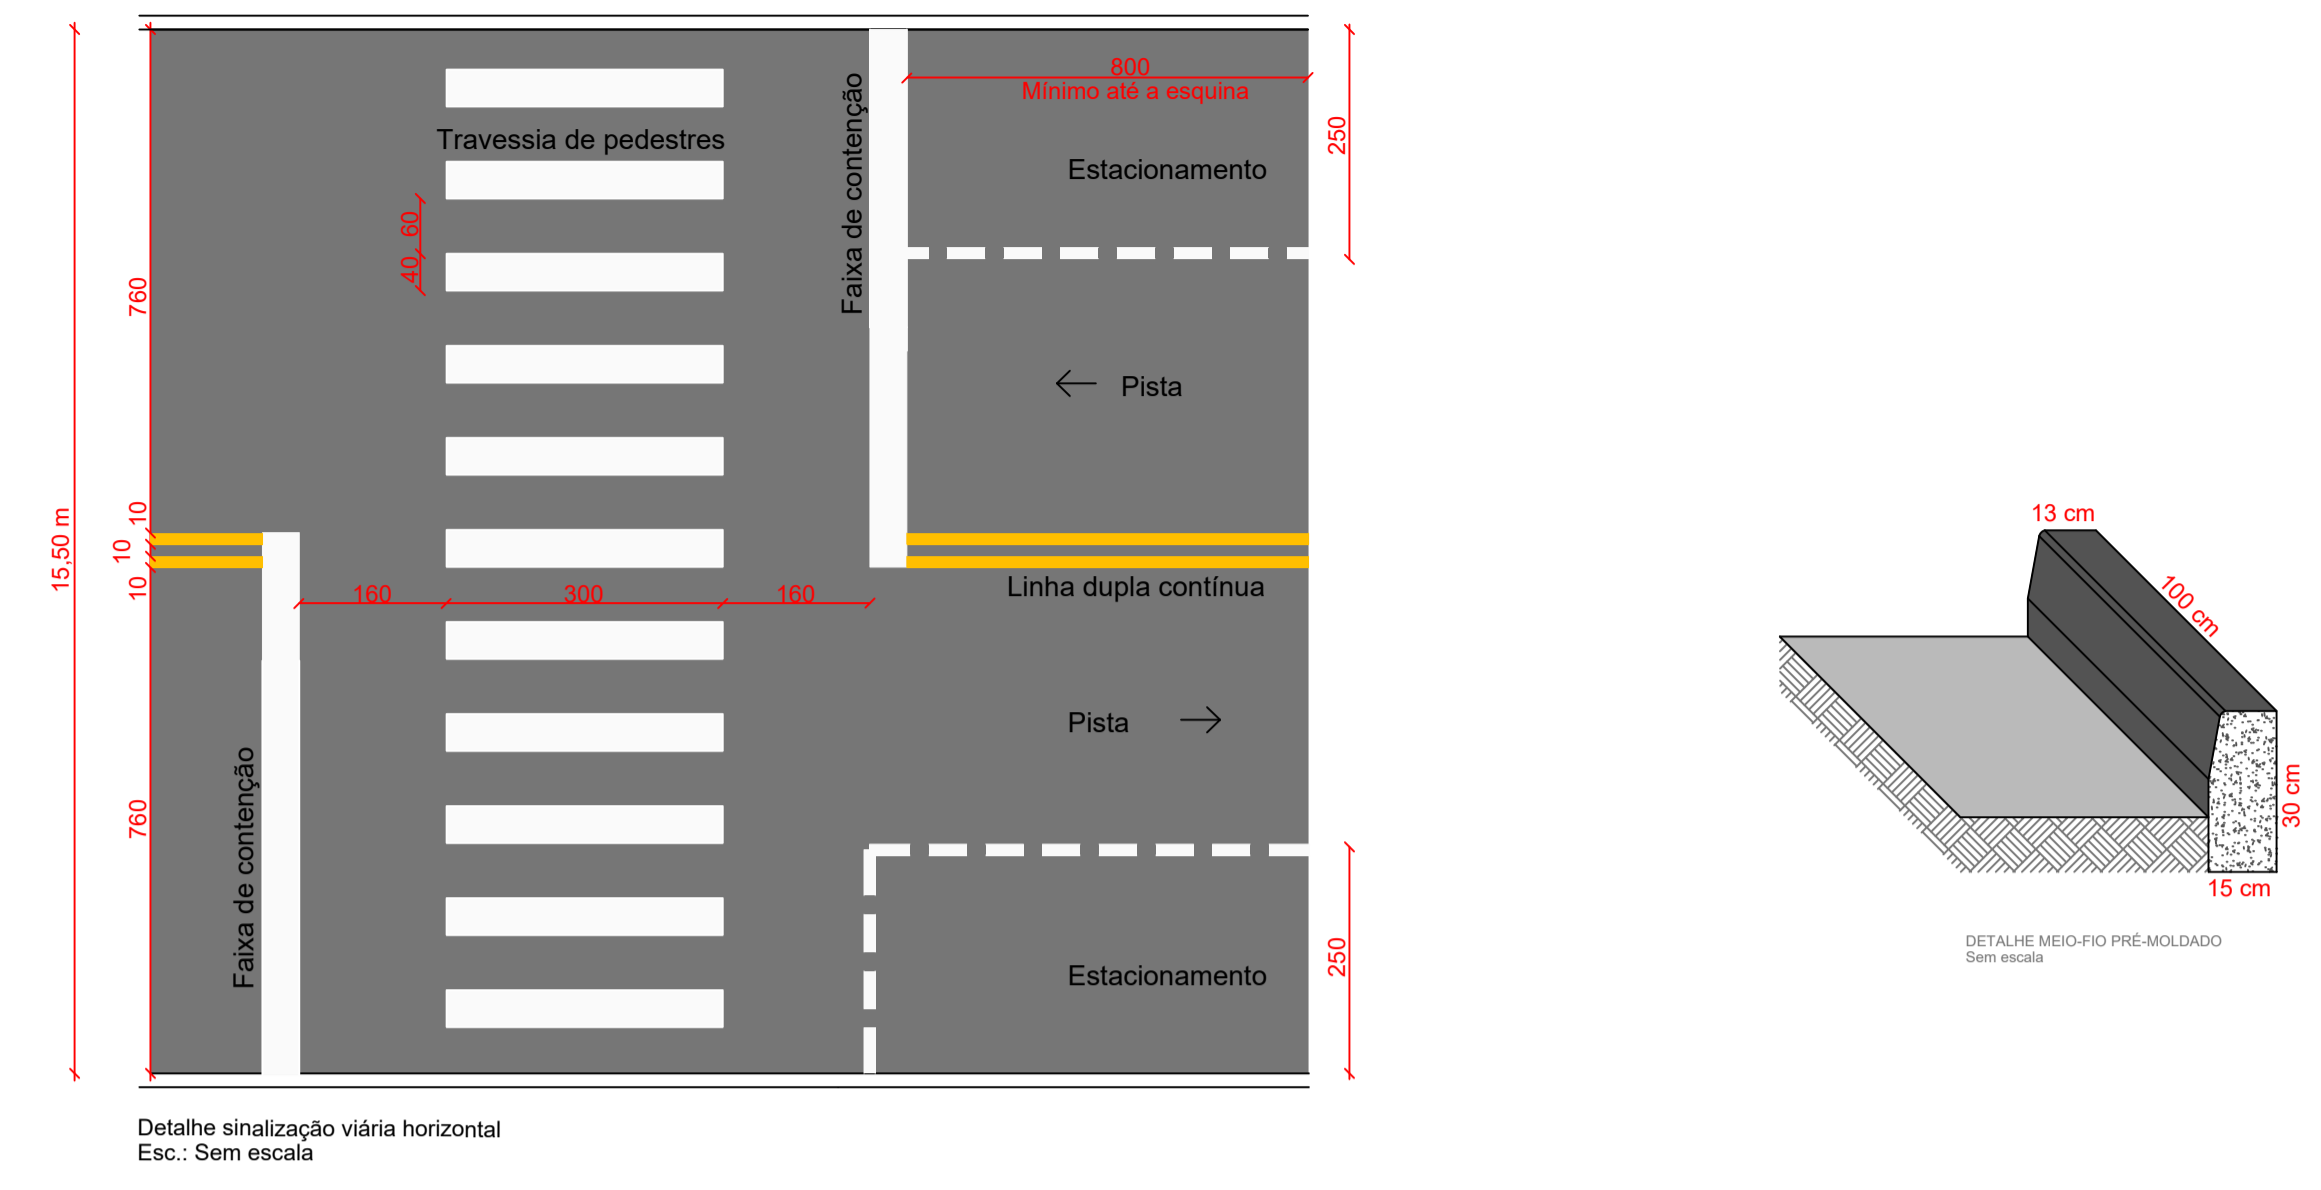 800
Mínimo até a esquina
250
Faixa de contenção
Travessia de pedestres
Estacionamento
60
40
760
Pista
15,50 m
10
10
10
160
300
160
Linha dupla contínua
Pista
760
Faixa de contenção
Estacionamento
250
Detalhe sinalização viária horizontal
Esc.: Sem escala
13 cm
100 cm
30 cm
15 cm
DETALHE MEIO-FIO PRÉ-MOLDADO
Sem escala